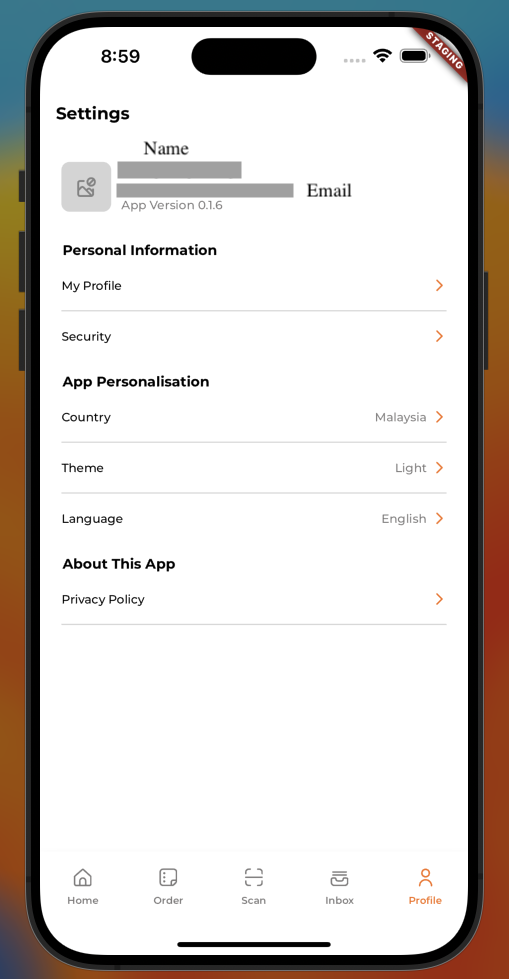 8:59
STAGING
Settings
Name
Email
App Version 0.1.6
Personal Information
My Profile
Security
App Personalisation
Country Malaysia
Theme Light
Language English
About This App
Privacy Policy
Home Order Scan Inbox Profile